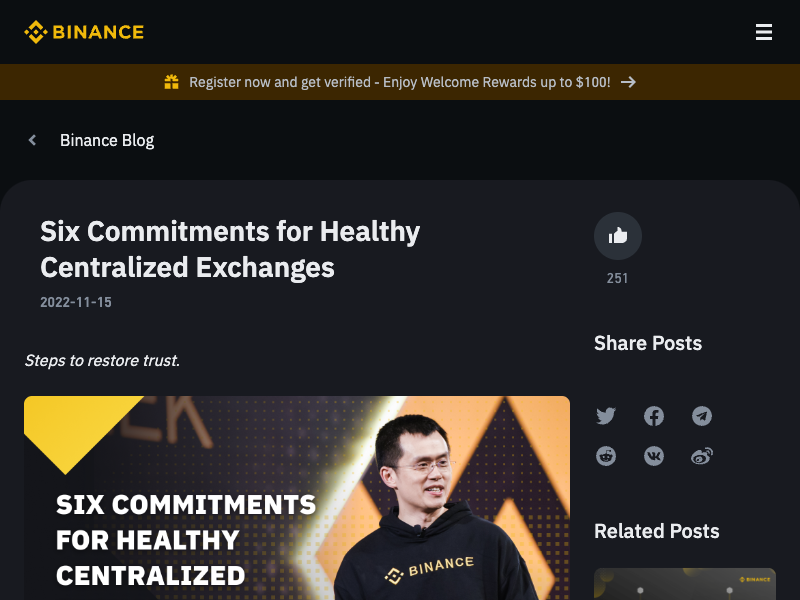 BINANCE
Register now and get verified - Enjoy Welcome Rewards up to $100!
Binance Blog
Six Commitments for Healthy
Centralized Exchanges
2022-11-15
Steps to restore trust.
SIX COMMITMENTS
FOR HEALTHY
CENTRALIZED
BINANCE
251
Share Posts
Related Posts
BINANCE